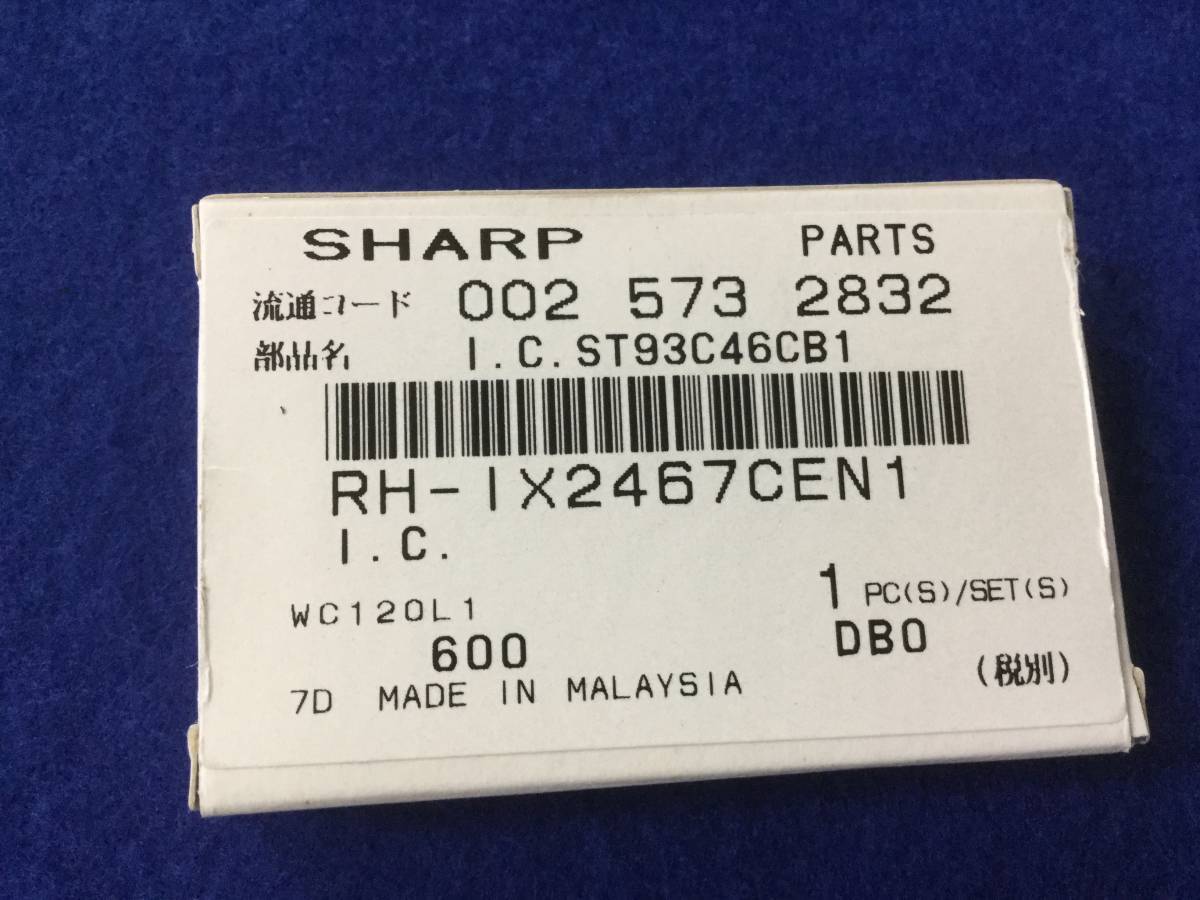 SHARP PARTS
流通コード 002 573 2832
部品名 I.C.ST93C46CB1
RH-IX2467CEN1
I.C.
WC120L1 1 PC(S)/SET(S)
600 DB0
(税別)
7D MADE IN MALAYSIA